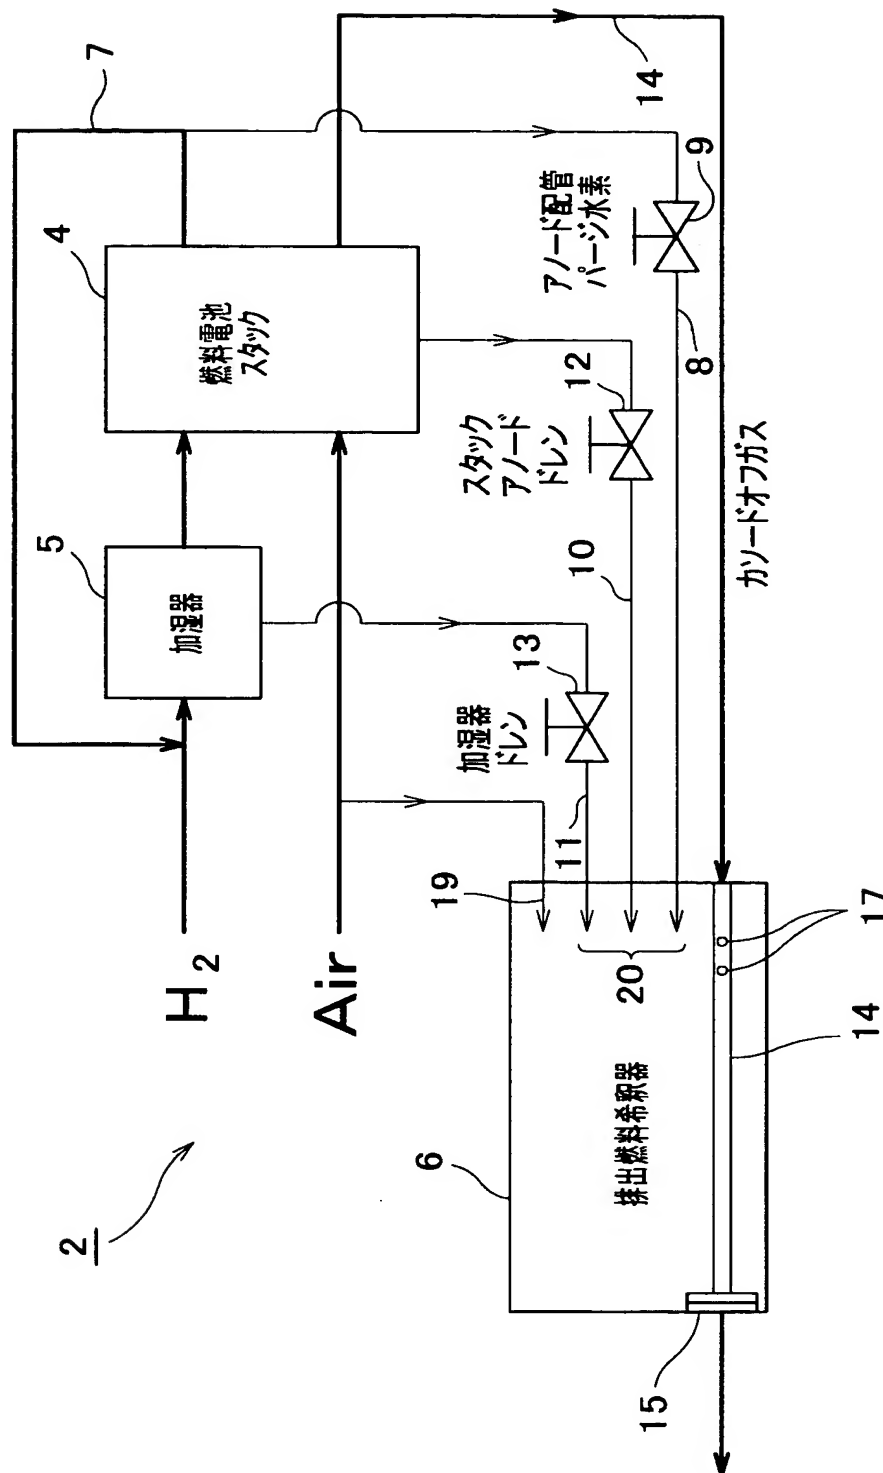 2
5
4
7
H2
加湿器
燃料電池
スタック
Air
6
19
加湿器
ドレン
13
スタック
アノード
ドレン
12
アノード配管
パージ水素
9
11
10
8
14
20
排出燃料希釈器
15
カソードオフガス
14
17